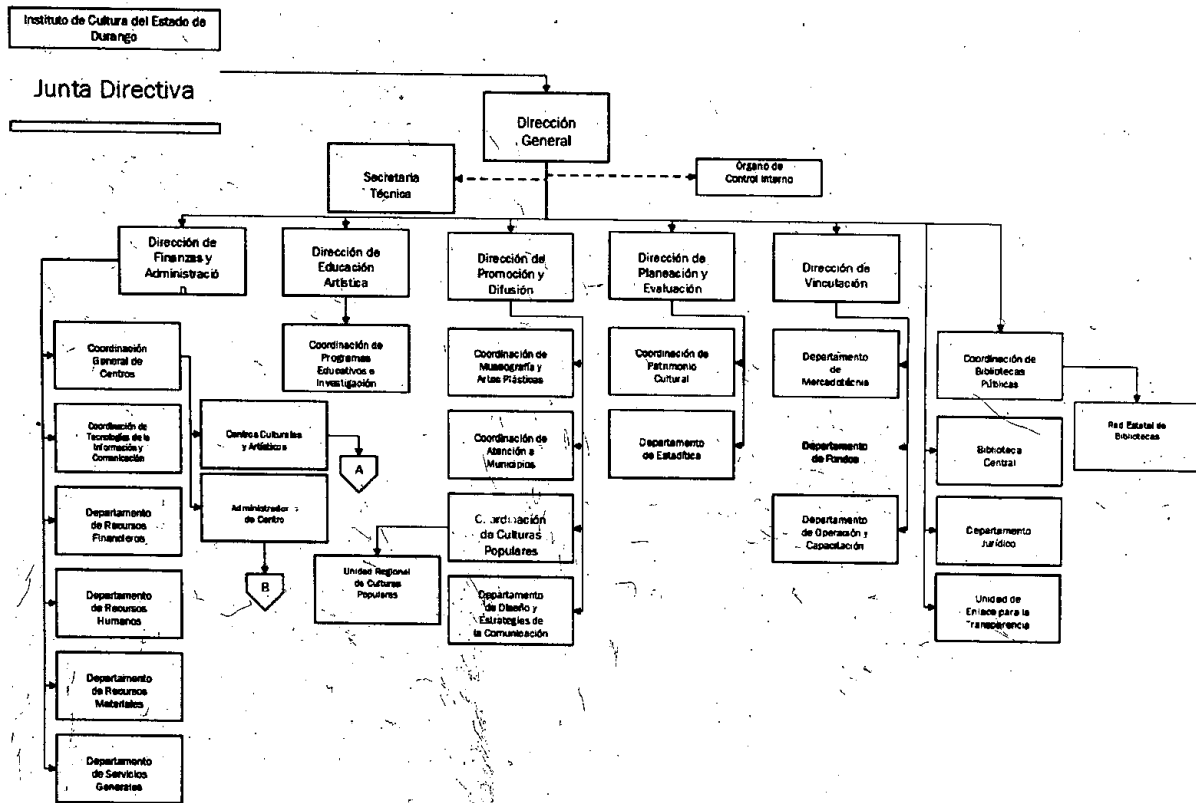 Instituto de Cultura del Estado de
Durango
Junta Directiva
Dirección
General
Secretaria
Técnica
Órgano de
Control Interno
Dirección de
Finanzas y
Administració
n
Dirección de
Educación
Artística
Dirección de
Promoción y
Difusión
Dirección de
Planeación y
Evaluación
Dirección de
Vinculación
Coordinación
General de
Centros
Coordinación de
Tecnologías de la
Información y
Comunicación
Departamento
de Recursos
Financieros
Departamento
de Recursos
Humanos
Departamento
de Recursos
Materiales
Departamento
de Servicios
Generales
Centros Culturales
y Artísticos
A
Administrador
de Centro
B
Coordinación de
Programas
Educativos e
Investigación
Coordinación de
Museografía y
Artes Plásticas
Coordinación de
Atención a
Municipios
Coordinación
de Culturas
Populares
Unidad Regional
de Culturas
Populares
Departamento
de Diseño y
Estrategias de
la Comunicación
Coordinación de
Patrimonio
Cultural
Departamento
de Estadítica
Departamento
de
Mercadotécnia
Departamento
de Fondos
Departamento
de Operación y
Capacitación
Coordinación de
Bibliotecas
Públicas
Red Estatal de
Bibliotecas
Biblioteca
Central
Departamento
Jurídico
Unidad de
Enlace para la
Transparencia